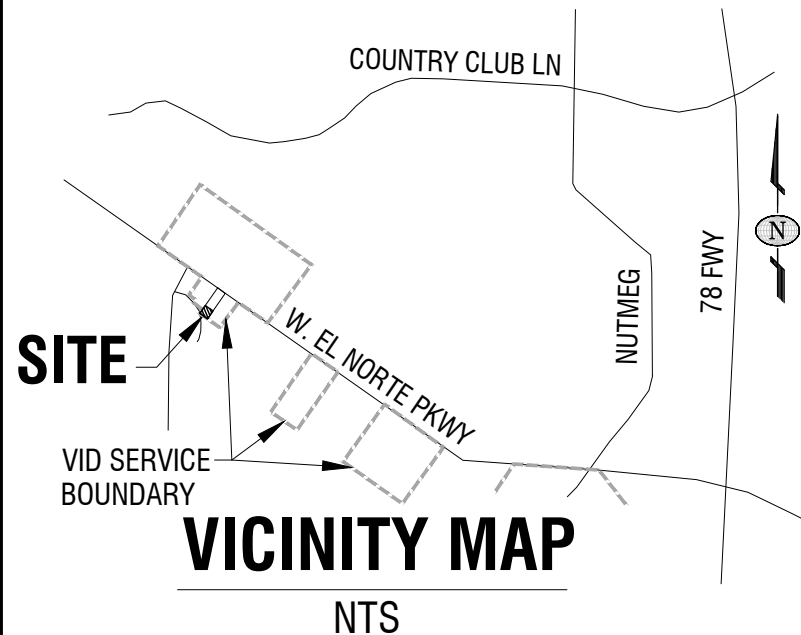 COUNTRY CLUB LN
N
NUTMEG
78 FWY
W. EL NORTE PKWY
SITE
VID SERVICE
BOUNDARY
VICINITY MAP
NTS